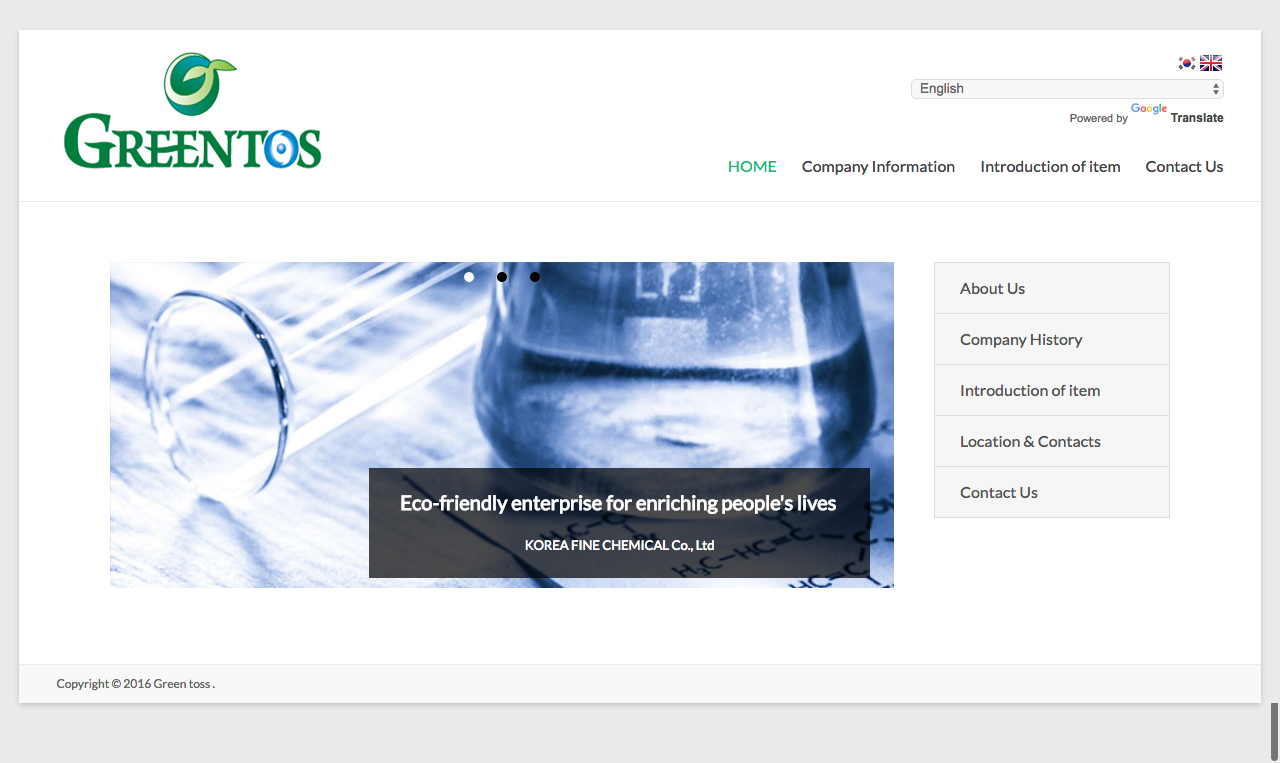 GREENTOS
English
Powered by Google Translate
HOME Company Information Introduction of item Contact Us
About Us
Company History
Introduction of item
Location & Contacts
Contact Us
Eco-friendly enterprise for enriching people's lives
KOREA FINE CHEMICAL Co., Ltd
Copyright © 2016 Green toss .